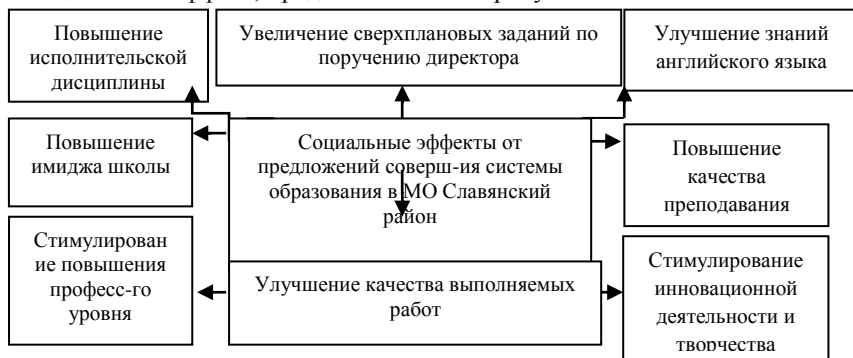 Повышение
исполнительской
дисциплины
Увеличение сверхплановых заданий по
поручению директора
Улучшение знаний
английского языка
Повышение
имиджа школы
Социальные эффекты от
предложений соверш-ия системы
образования в МО Славянский
район
Повышение
качества
преподавания
Стимулирован
ие повышения
професс-го
уровня
Улучшение качества выполняемых
работ
Стимулирование
инновационной
деятельности и
творчества